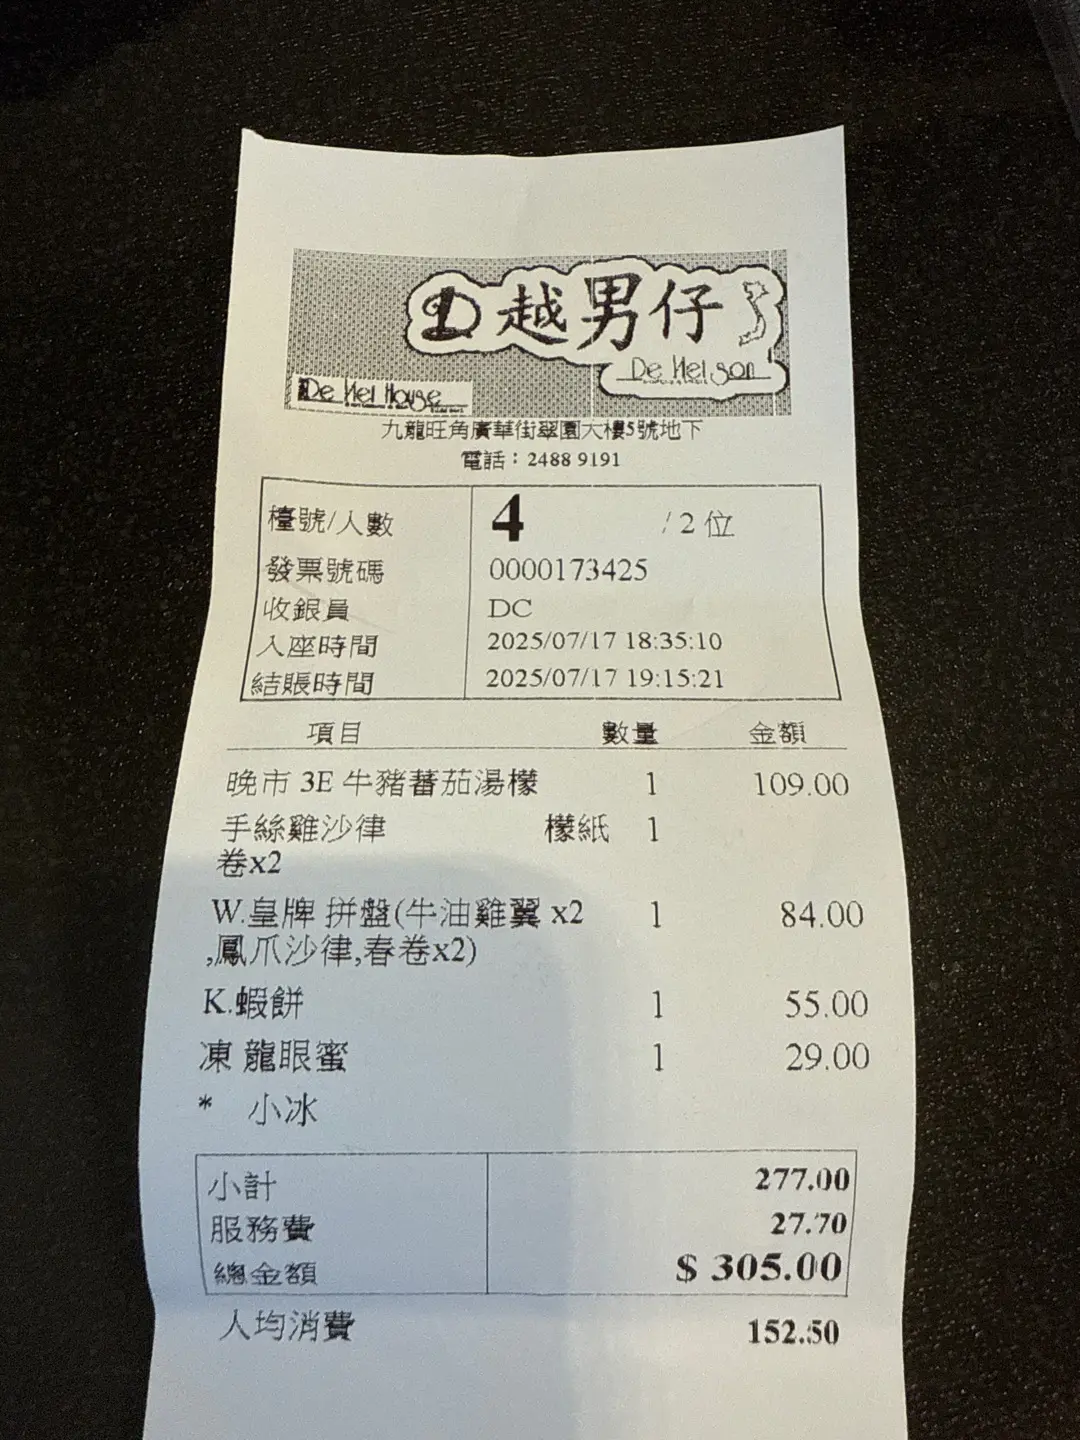 D 越男仔
De Mei Son
De Mei House
九龍旺角廣華街翠園大樓5號地下
電話：2488 9191
檯號/人數 4 / 2 位
發票號碼 0000173425
收銀員 DC
入座時間 2025/07/17 18:35:10
結賬時間 2025/07/17 19:15:21
項目 數量 金額
晚市 3E 牛豬蕃茄湯檬 1 109.00
手絲雞沙律 檬紙 1
卷x2
W.皇牌 拼盤(牛油雞翼 x2 1 84.00
,鳳爪沙律,春卷x2)
K.蝦餅 1 55.00
凍 龍眼蜜 1 29.00
* 小冰
小計 277.00
服務費 27.70
總金額 $ 305.00
人均消費 152.50